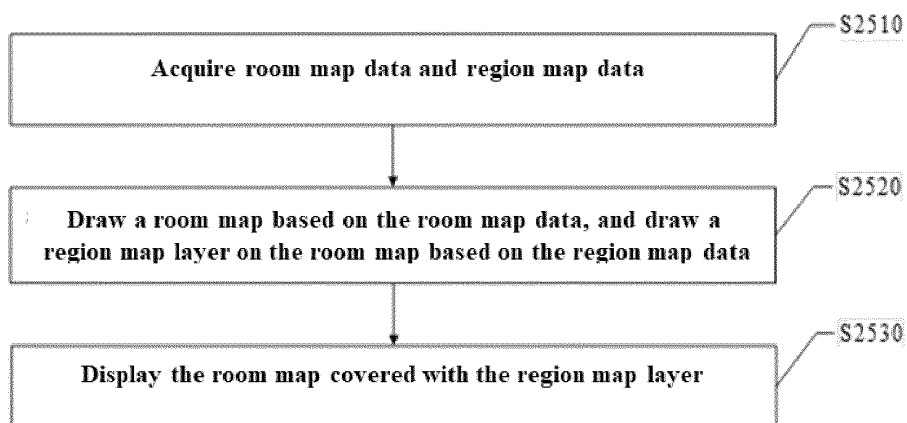 S2510
Acquire room map data and region map data
S2520
Draw a room map based on the room map data, and draw a
region map layer on the room map based on the region map data
S2530
Display the room map covered with the region map layer